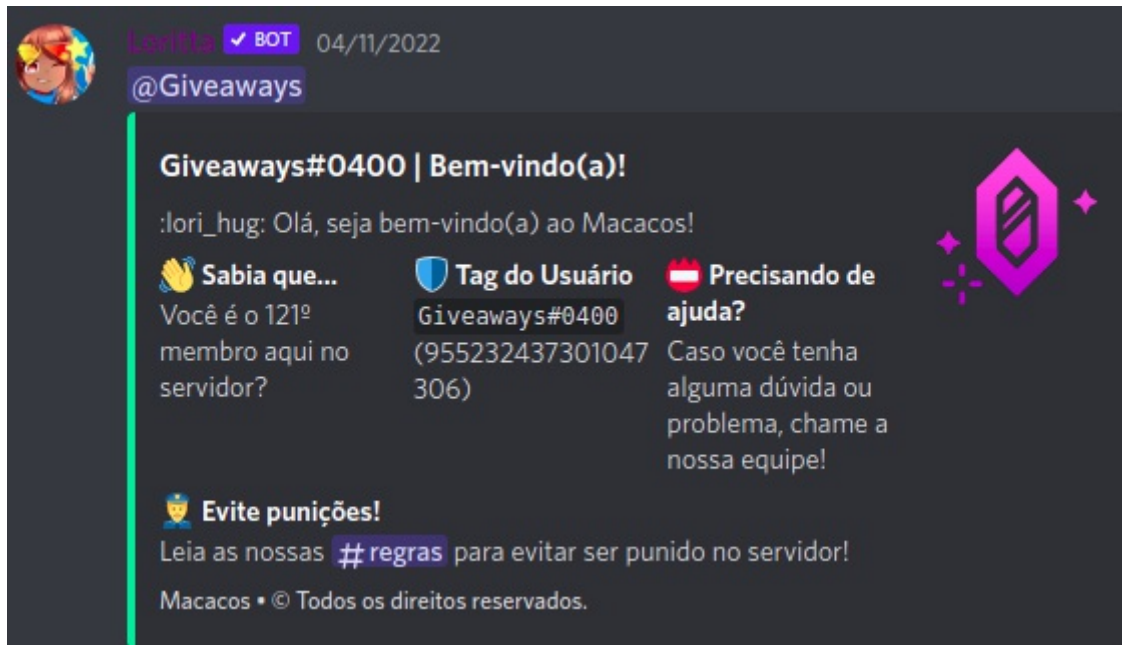 Loritta BOT 04/11/2022
@Giveaways
Giveaways#0400 | Bem-vindo(a)!
:lori_hug: Olá, seja bem-vindo(a) ao Macacos!
Sabia que...
Você é o 121º
membro aqui no
servidor?
Tag do Usuário
Giveaways#0400
(955232437301047
306)
Precisando de
ajuda?
Caso você tenha
alguma dúvida ou
problema, chame a
nossa equipe!
Evite punições!
Leia as nossas #regras para evitar ser punido no servidor!
Macacos • © Todos os direitos reservados.